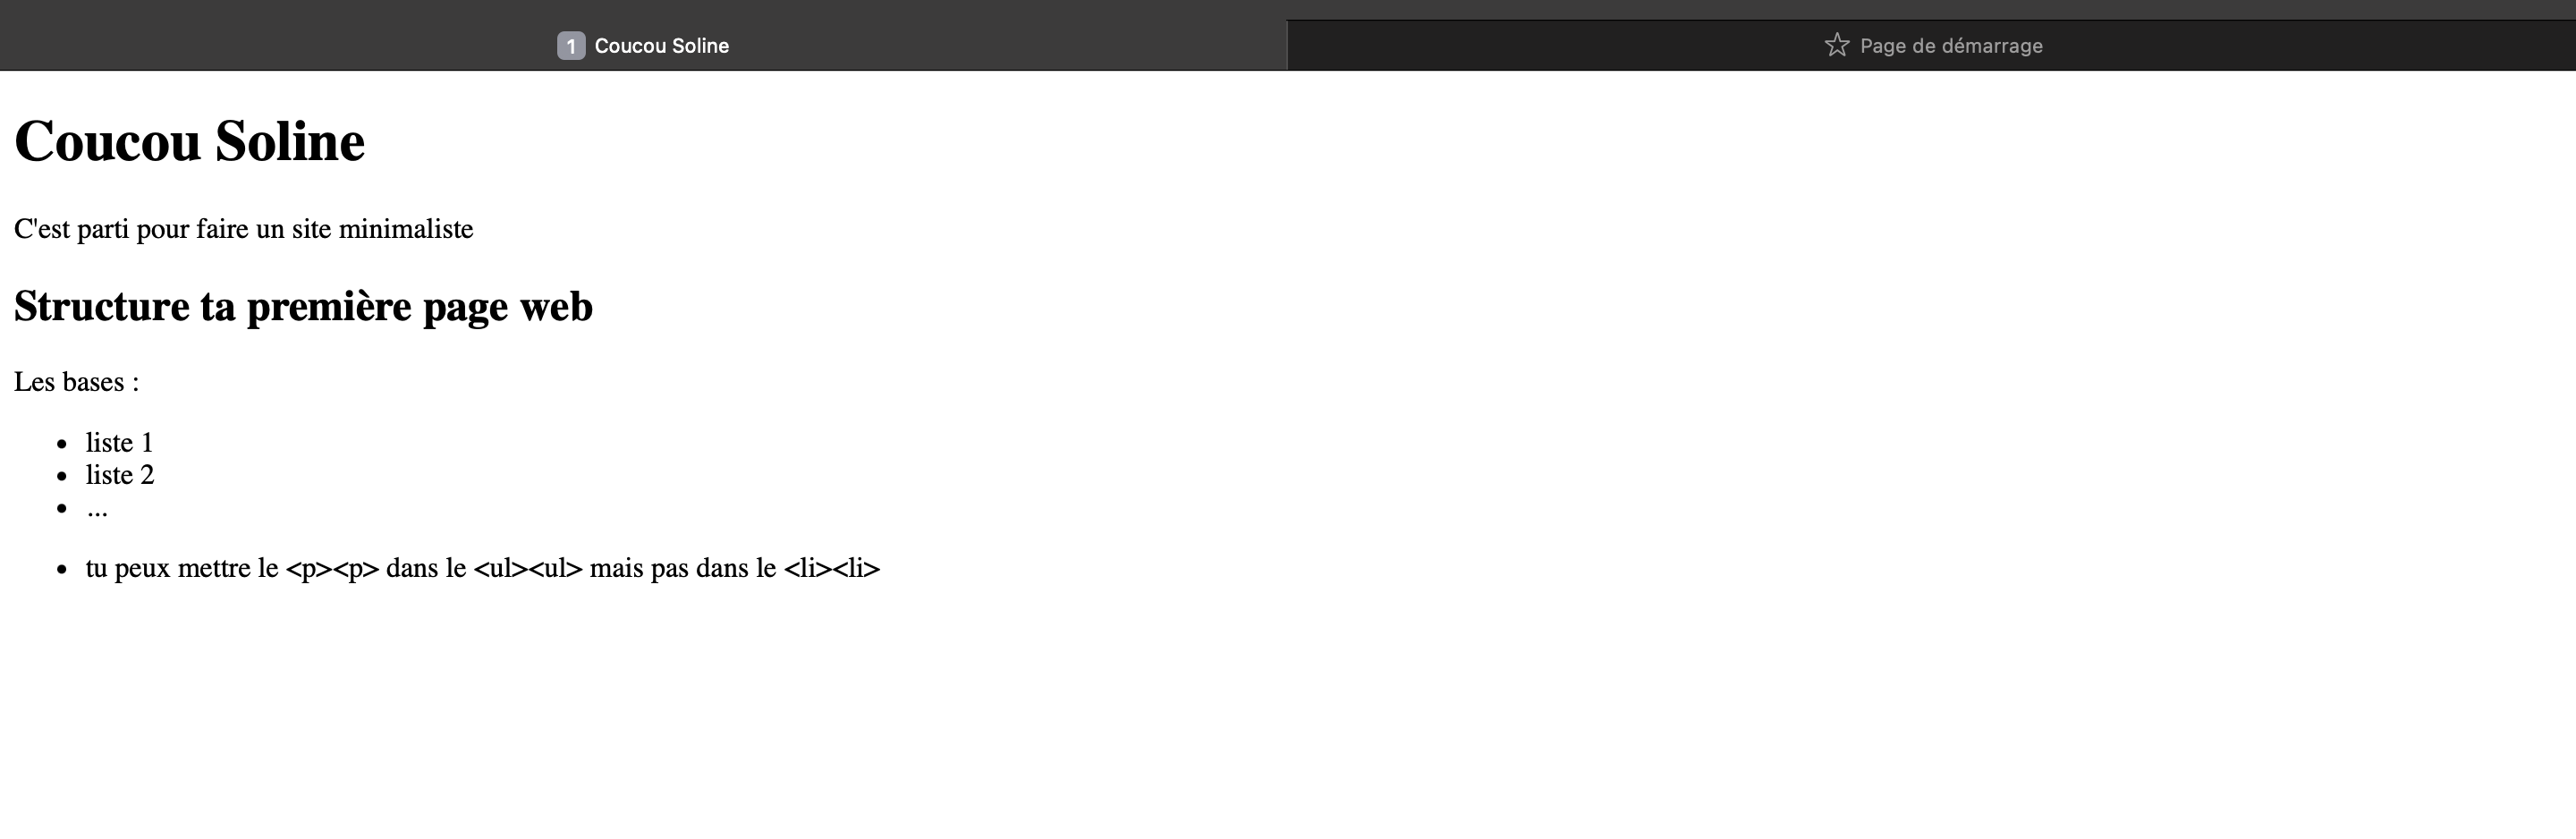 1 Coucou Soline
Page de démarrage
Coucou Soline
C'est parti pour faire un site minimaliste
Structure ta première page web
Les bases :
• liste 1
• liste 2
• ...
• tu peux mettre le <p><p> dans le <ul><ul> mais pas dans le <li><li>